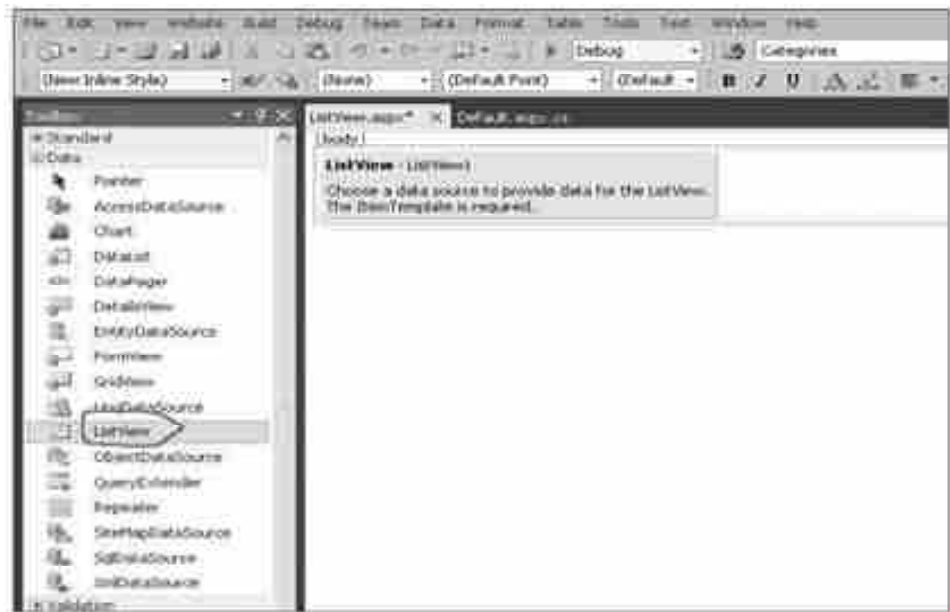 File Edit View Website Build Debug Team Data Format Table Tools Test Window Help
Debug Categories
(New Inline Style) (None) (Default Font) (Default
Toolbox
ListView.aspx* Default.aspx.cs
Standard
(body)
Data
ListView - ListView1
Choose a data source to provide data for the ListView.
The ItemTemplate is required.
Pointer
AccessDataSource
Chart
DataList
DataPager
DetailsView
EntityDataSource
FormView
GridView
LinqDataSource
ListView
ObjectDataSource
QueryExtender
Repeater
SiteMapDataSource
SqlDataSource
XmlDataSource
Validation